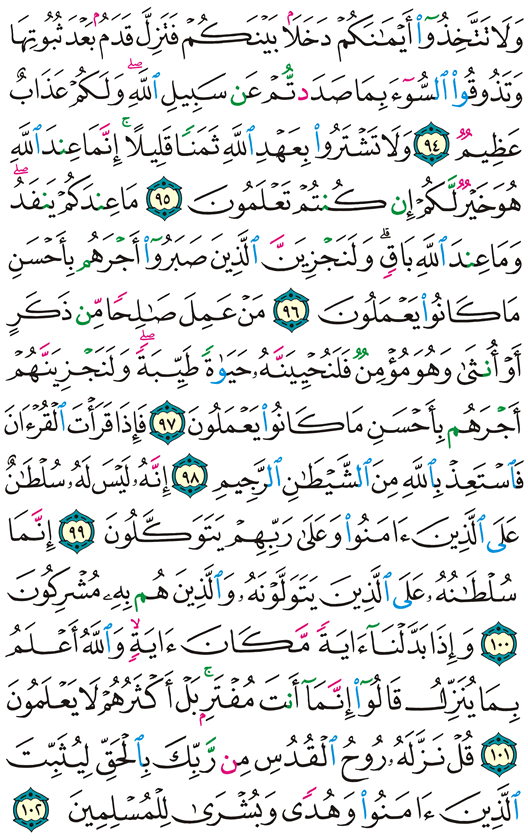 وَلَا تَتَّخِذُوٓا۟ أَيْمَٰنَكُمْ دَخَلًۢا بَيْنَكُمْ فَتَزِلَّ قَدَمٌۢ بَعْدَ ثُبُوتِهَا
وَتَذُوقُوا۟ ٱلسُّوٓءَ بِمَا صَدَدتُّمْ عَن سَبِيلِ ٱللَّهِ ۖ وَلَكُمْ عَذَابٌ
عَظِيمٌ ٩٤ وَلَا تَشْتَرُوا۟ بِعَهْدِ ٱللَّهِ ثَمَنًا قَلِيلًا ۚ إِنَّمَا عِندَ ٱللَّهِ
هُوَ خَيْرٌ لَّكُمْ إِن كُنتُمْ تَعْلَمُونَ ٩٥ مَا عِندَكُمْ يَنفَدُ ۖ
وَمَا عِندَ ٱللَّهِ بَاقٍ ۗ وَلَنَجْزِيَنَّ ٱلَّذِينَ صَبَرُوٓا۟ أَجْرَهُم بِأَحْسَنِ
مَا كَانُوا۟ يَعْمَلُونَ ٩٦ مَنْ عَمِلَ صَٰلِحًا مِّن ذَكَرٍ
أَوْ أُنثَىٰ وَهُوَ مُؤْمِنٌ فَلَنُحْيِيَنَّهُۥ حَيَوٰةً طَيِّبَةً ۖ وَلَنَجْزِيَنَّهُمْ
أَجْرَهُم بِأَحْسَنِ مَا كَانُوا۟ يَعْمَلُونَ ٩٧ فَإِذَا قَرَأْتَ ٱلْقُرْءَانَ
فَٱسْتَعِذْ بِٱللَّهِ مِنَ ٱلشَّيْطَٰنِ ٱلرَّجِيمِ ٩٨ إِنَّهُۥ لَيْسَ لَهُۥ سُلْطَٰنٌ
عَلَى ٱلَّذِينَ ءَامَنُوا۟ وَعَلَىٰ رَبِّهِمْ يَتَوَكَّلُونَ ٩٩ إِنَّمَا
سُلْطَٰنُهُۥ عَلَى ٱلَّذِينَ يَتَوَلَّوْنَهُۥ وَٱلَّذِينَ هُم بِهِۦ مُشْرِكُونَ
١٠٠ وَإِذَا بَدَّلْنَآ ءَايَةً مَّكَانَ ءَايَةٍ ۙ وَٱللَّهُ أَعْلَمُ
بِمَا يُنَزِّلُ قَالُوٓا۟ إِنَّمَآ أَنتَ مُفْتَرٍۭ ۚ بَلْ أَكْثَرُهُمْ لَا يَعْلَمُونَ
١٠١ قُلْ نَزَّلَهُۥ رُوحُ ٱلْقُدُسِ مِن رَّبِّكَ بِٱلْحَقِّ لِيُثَبِّتَ
ٱلَّذِينَ ءَامَنُوا۟ وَهُدًى وَبُشْرَىٰ لِلْمُسْلِمِينَ ١٠٢